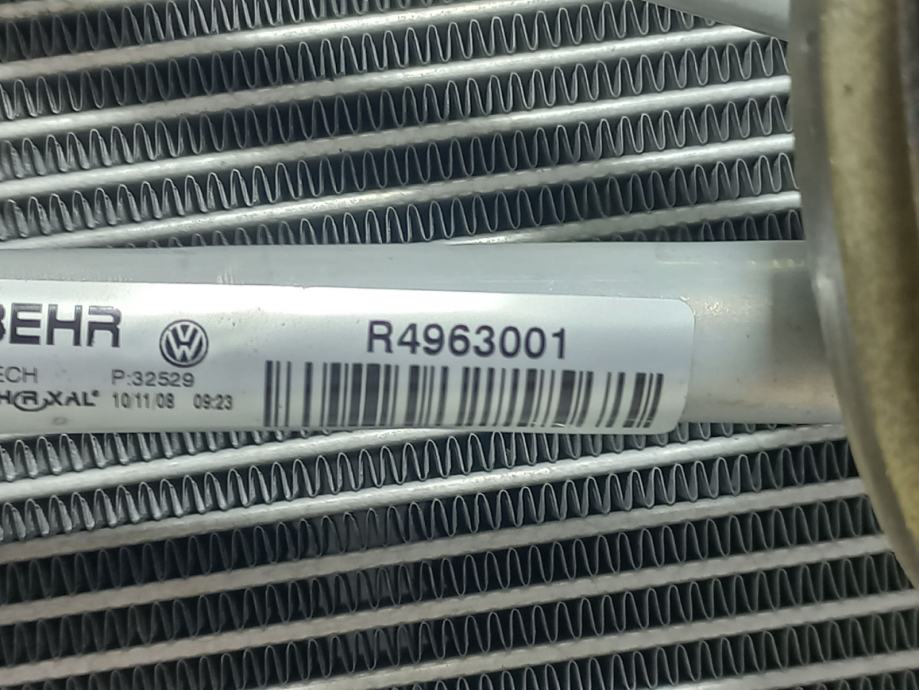 BEHR
R4963001
ECH P:32529
10/11/08 09:23